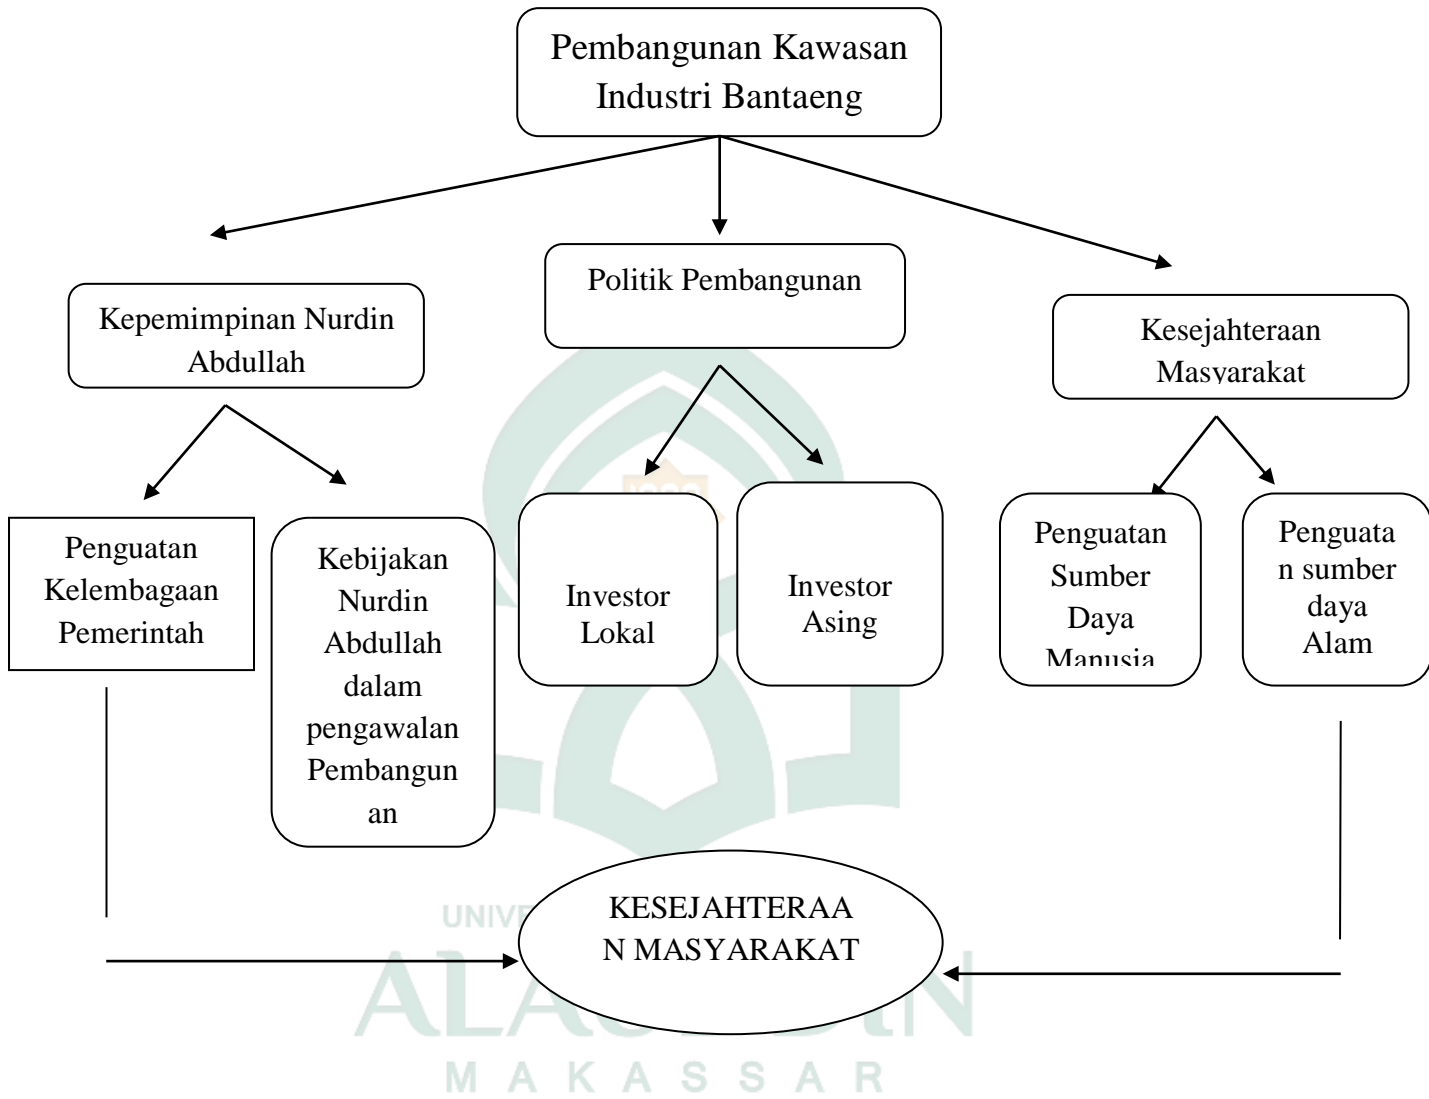 Pembangunan Kawasan
Industri Bantaeng
Politik Pembangunan
Kepemimpinan Nurdin
Abdullah
Kesejahteraan
Masyarakat
Penguatan
Kelembagaan
Pemerintah
Kebijakan
Nurdin
Abdullah
dalam
pengawalan
Pembangun
an
Investor
Lokal
Investor
Asing
Penguatan
Sumber
Daya
Manusia
Penguata
n sumber
daya
Alam
KESEJAHTERAA
N MASYARAKAT
MAKASSAR